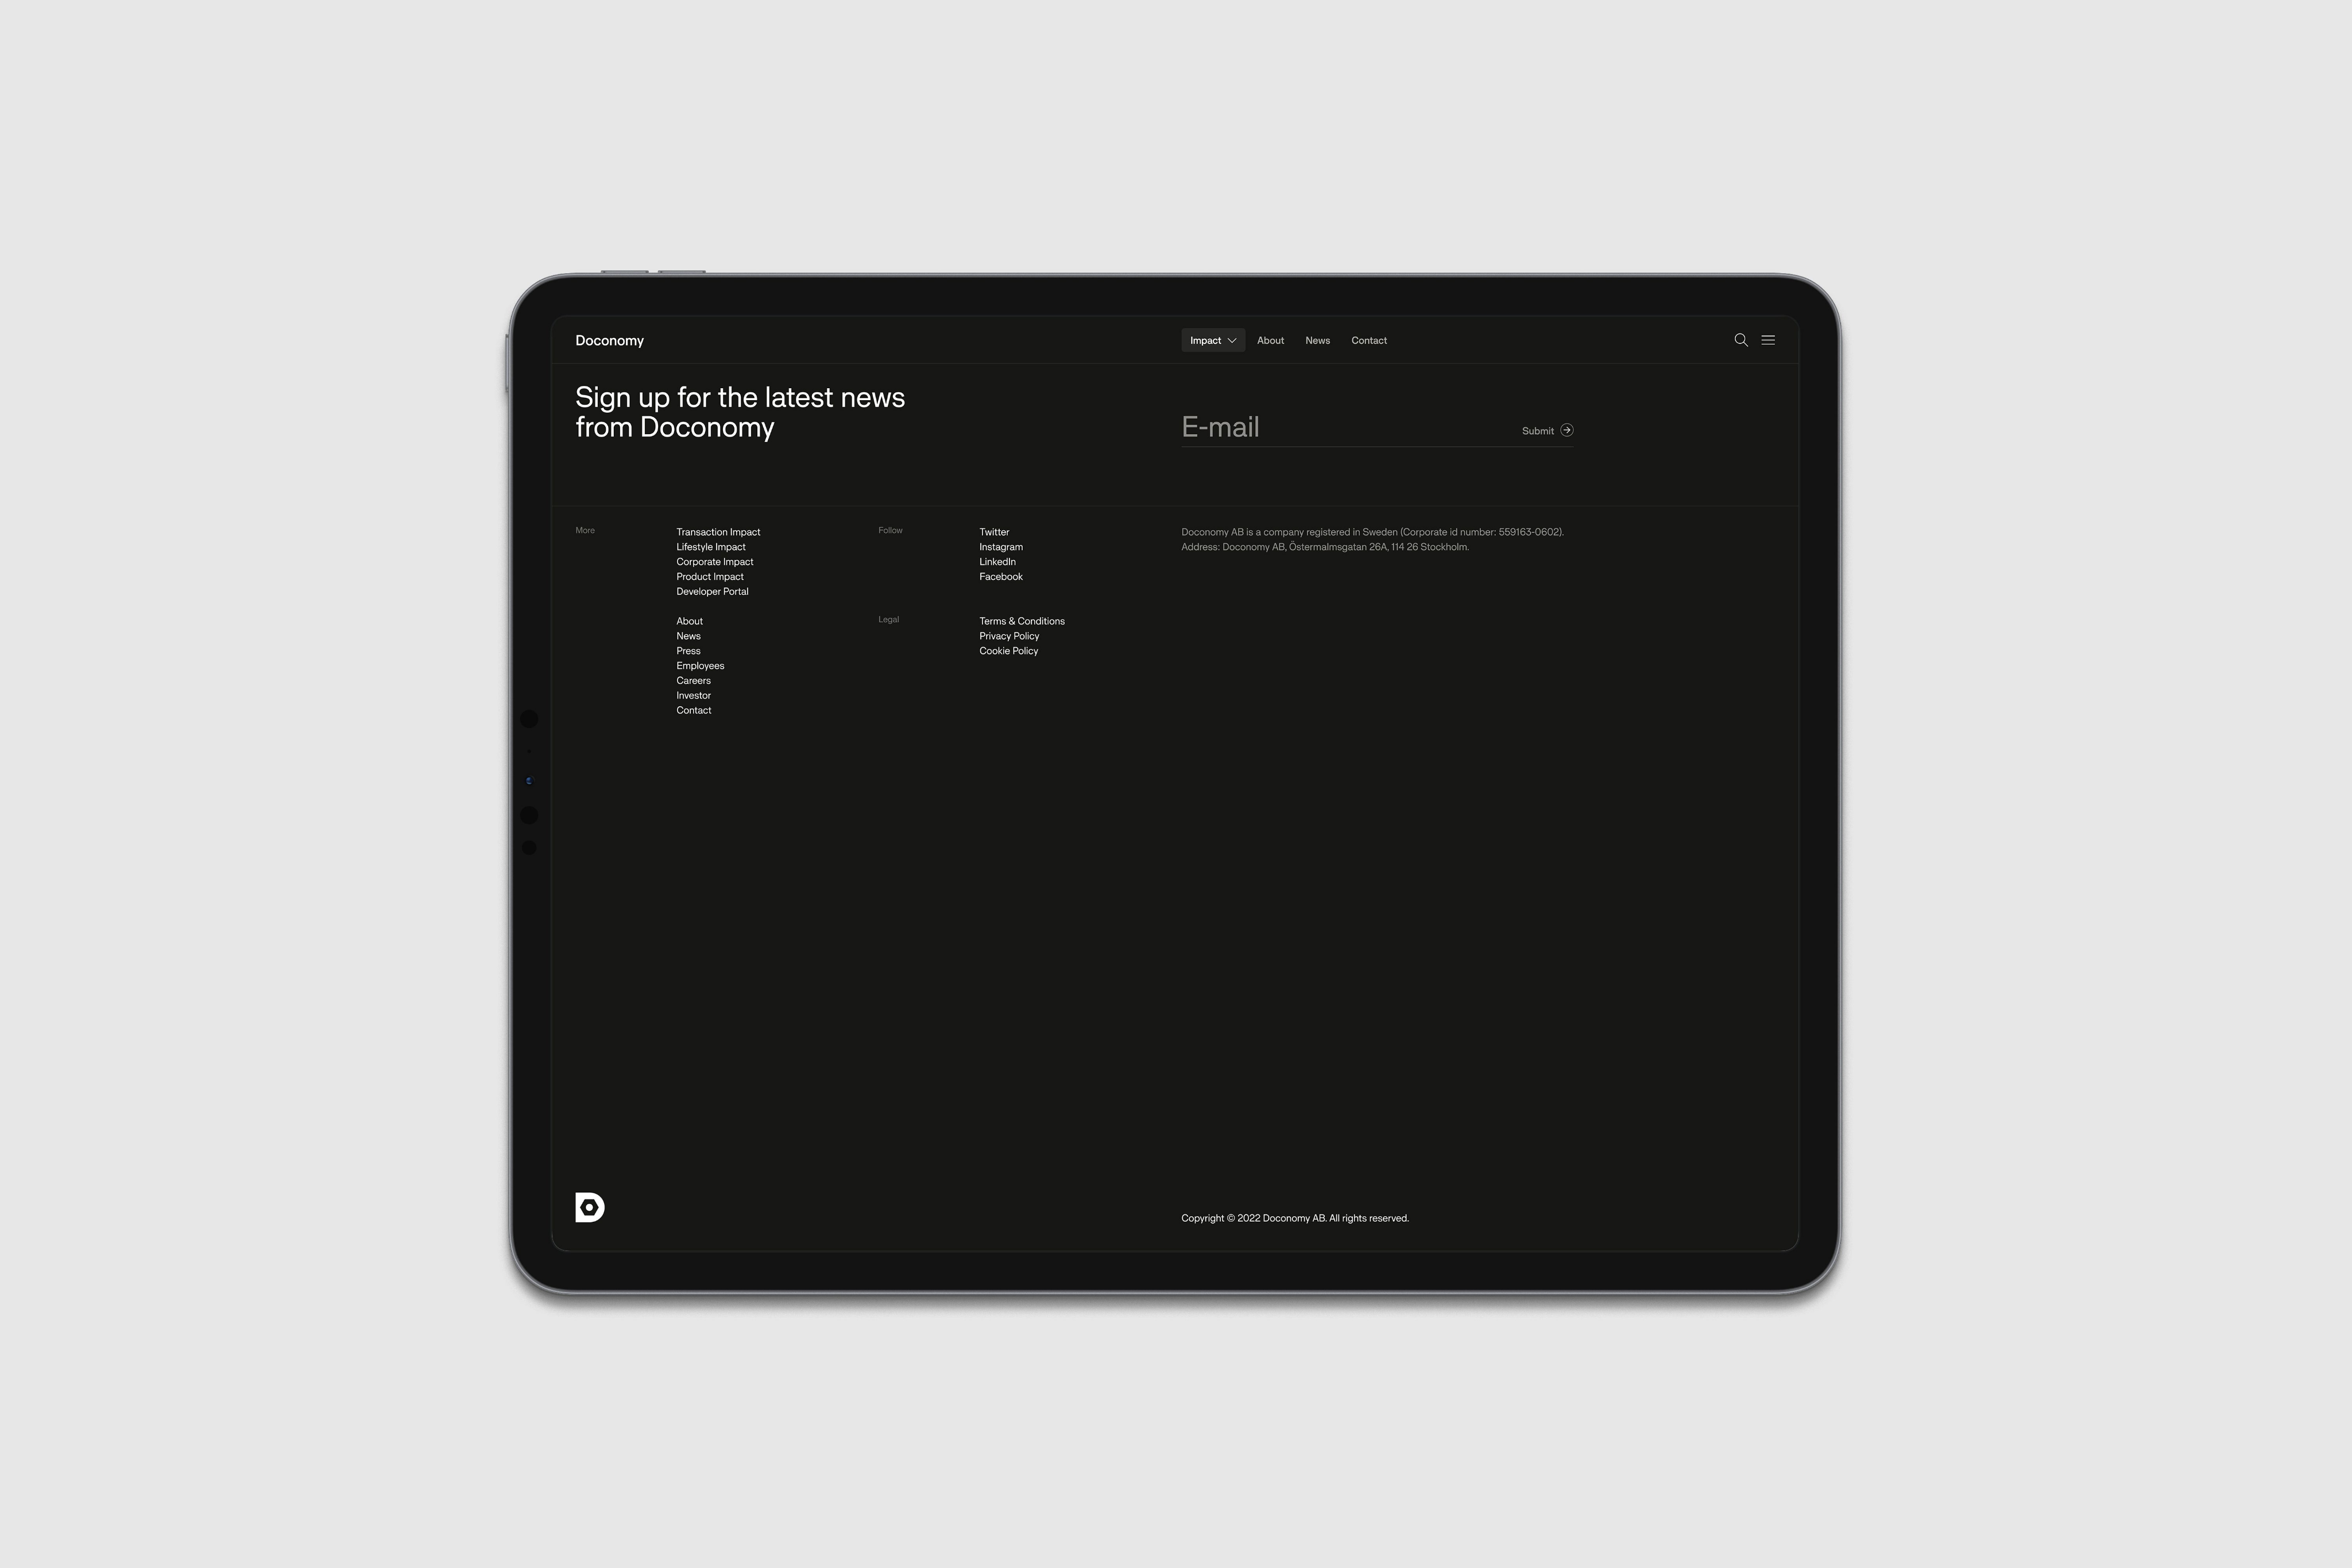 Doconomy
Impact
About
News
Contact
Sign up for the latest news
from Doconomy
E-mail
Submit
More
Transaction Impact
Lifestyle Impact
Corporate Impact
Product Impact
Developer Portal
About
News
Press
Employees
Careers
Investor
Contact
Follow
Twitter
Instagram
LinkedIn
Facebook
Legal
Terms & Conditions
Privacy Policy
Cookie Policy
Doconomy AB is a company registered in Sweden (Corporate id number: 559163-0602).
Address: Doconomy AB, Östermalmsgatan 26A, 114 26 Stockholm.
D
Copyright © 2022 Doconomy AB. All rights reserved.